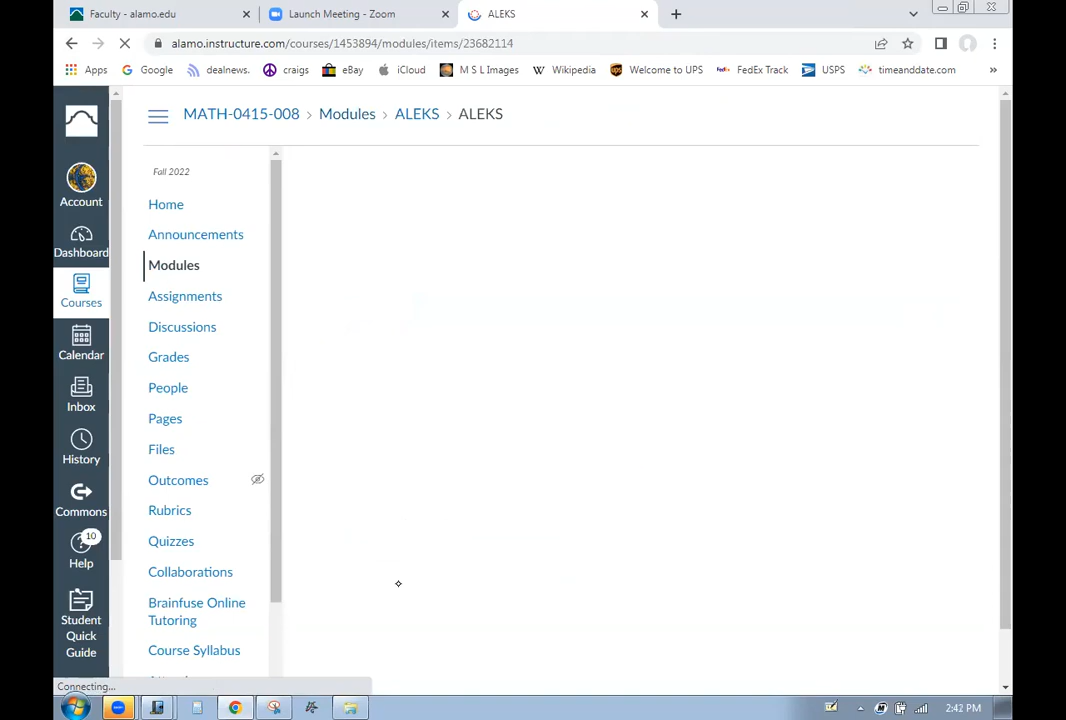 Faculty - alamo.edu
Launch Meeting - Zoom
ALEKS
alamo.instructure.com/courses/1453894/modules/items/23682114
Apps
Google
dealnews.
craigs
eBay
iCloud
M S L Images
Wikipedia
Welcome to UPS
FedEx Track
USPS
timeanddate.com
MATH-0415-008 › Modules › ALEKS › ALEKS
Account
Dashboard
Courses
Calendar
Inbox
History
Commons
10
Help
Student
Quick
Guide
Fall 2022
Home
Announcements
Modules
Assignments
Discussions
Grades
People
Pages
Files
Outcomes
Rubrics
Quizzes
Collaborations
Brainfuse Online
Tutoring
Course Syllabus
Connecting...
2:42 PM